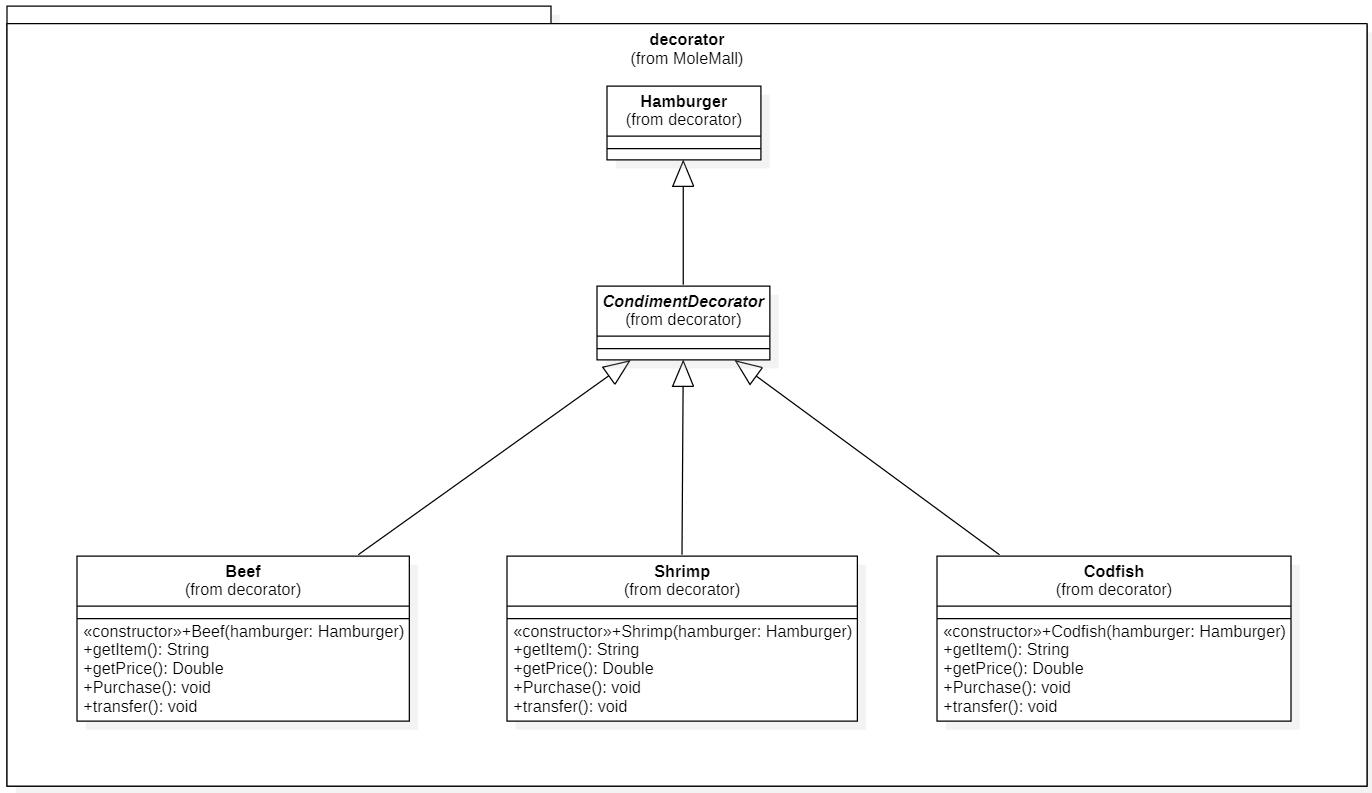 decorator
(from MoleMall)
Hamburger
(from decorator)
CondimentDecorator
(from decorator)
Beef
(from decorator)
«constructor»+Beef(hamburger: Hamburger)
+getItem(): String
+getPrice(): Double
+Purchase(): void
+transfer(): void
Shrimp
(from decorator)
«constructor»+Shrimp(hamburger: Hamburger)
+getItem(): String
+getPrice(): Double
+Purchase(): void
+transfer(): void
Codfish
(from decorator)
«constructor»+Codfish(hamburger: Hamburger)
+getItem(): String
+getPrice(): Double
+Purchase(): void
+transfer(): void